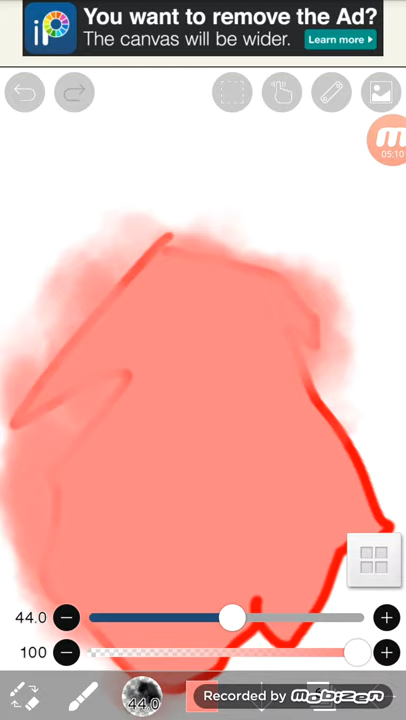 iP
You want to remove the Ad?
The canvas will be wider.
Learn more
05:10
44.0
100
44.0
Recorded by mobizen